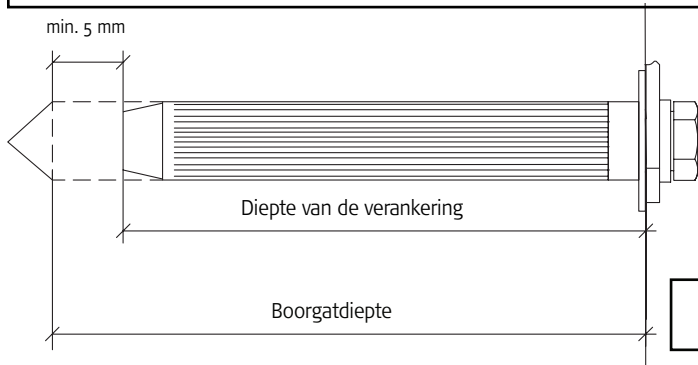 min. 5 mm
Diepte van de verankering
Boorgatdiepte